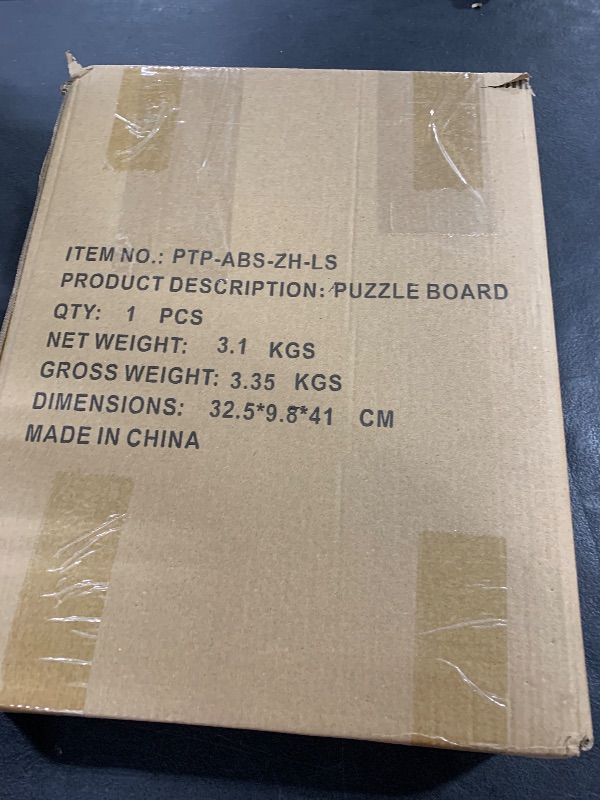 ITEM NO.: PTP-ABS-ZH-LS
PRODUCT DESCRIPTION: PUZZLE BOARD
QTY: 1 PCS
NET WEIGHT: 3.1 KGS
GROSS WEIGHT: 3.35 KGS
DIMENSIONS: 32.5*9.8*41 CM
MADE IN CHINA